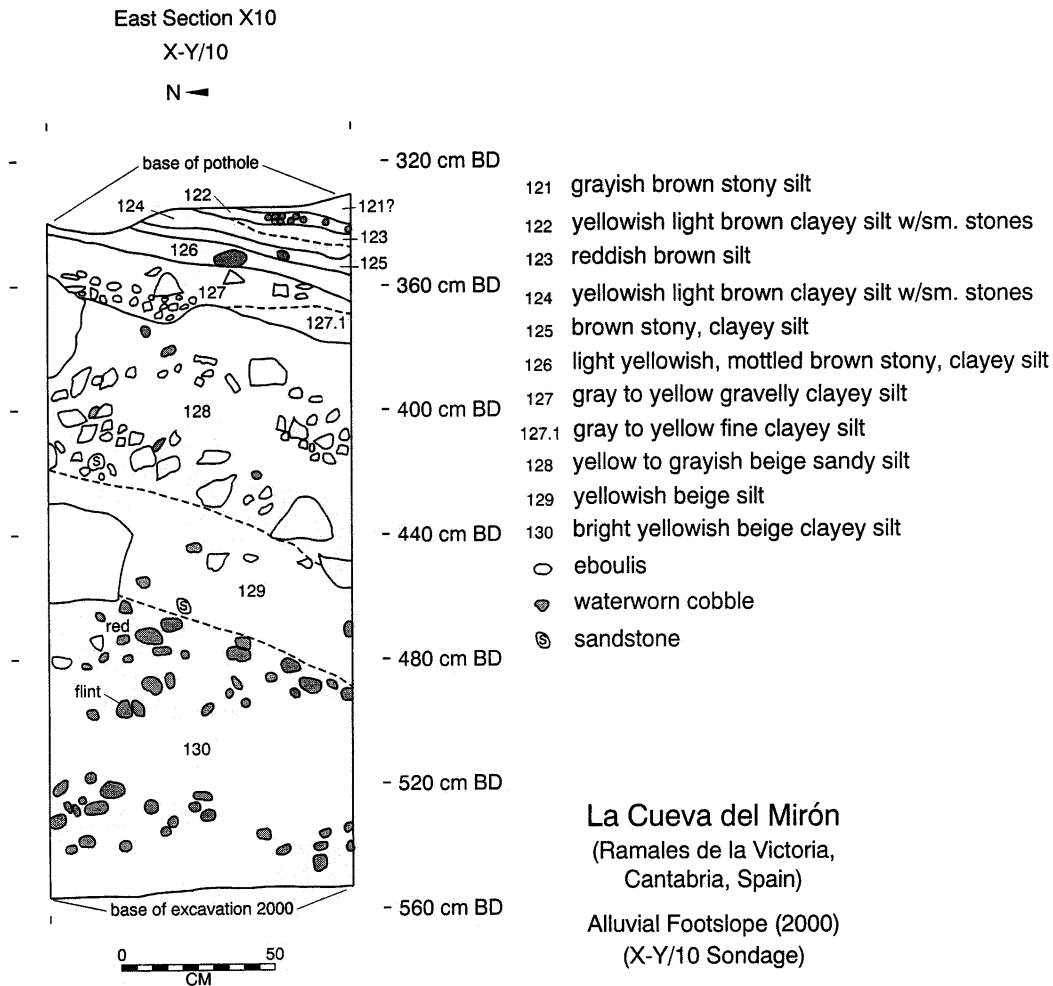 East Section X10
X-Y/10
N
base of pothole
- 320 cm BD
122
124
121?
123
126
125
- 360 cm BD
127
127.1
128
- 400 cm BD
S
- 440 cm BD
129
S
red
- 480 cm BD
flint
130
- 520 cm BD
base of excavation 2000
- 560 cm BD
0 50
CM
121 grayish brown stony silt
122 yellowish light brown clayey silt w/sm. stones
123 reddish brown silt
124 yellowish light brown clayey silt w/sm. stones
125 brown stony, clayey silt
126 light yellowish, mottled brown stony, clayey silt
127 gray to yellow gravelly clayey silt
127.1 gray to yellow fine clayey silt
128 yellow to grayish beige sandy silt
129 yellowish beige silt
130 bright yellowish beige clayey silt
eboulis
waterworn cobble
S sandstone
La Cueva del Mirón
(Ramales de la Victoria,
Cantabria, Spain)
Alluvial Footslope (2000)
(X-Y/10 Sondage)